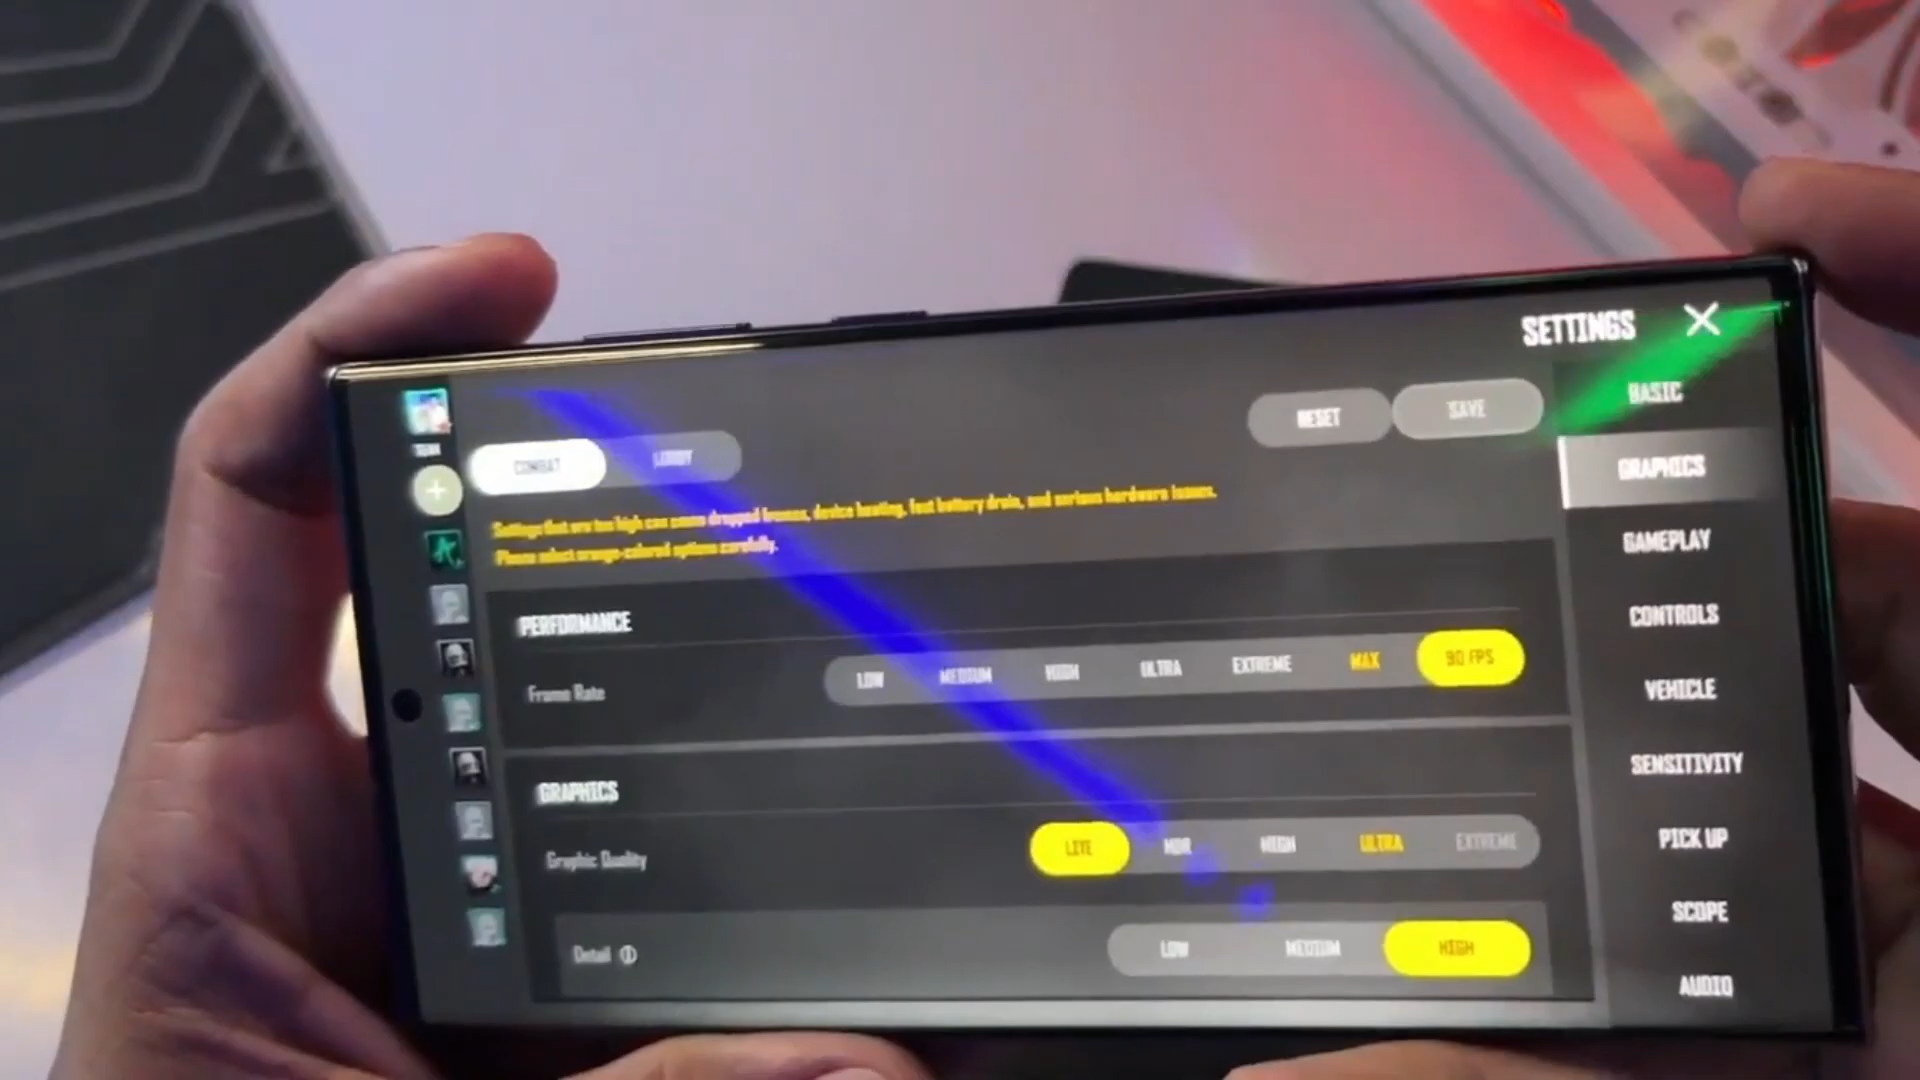 SETTINGS
TEAM
COMBAT
LOBBY
RESET
SAVE
Settings that are too high can cause dropped frames, device heating, fast battery drain, and serious hardware issues.
Please select orange-colored options carefully.
PERFORMANCE
Frame Rate
LOW
MEDIUM
HIGH
ULTRA
EXTREME
MAX
90 FPS
GRAPHICS
Graphic Quality
LITE
HDR
HIGH
ULTRA
EXTREME
Detail
LOW
MEDIUM
HIGH
BASIC
GRAPHICS
GAMEPLAY
CONTROLS
VEHICLE
SENSITIVITY
PICK UP
SCOPE
AUDIO